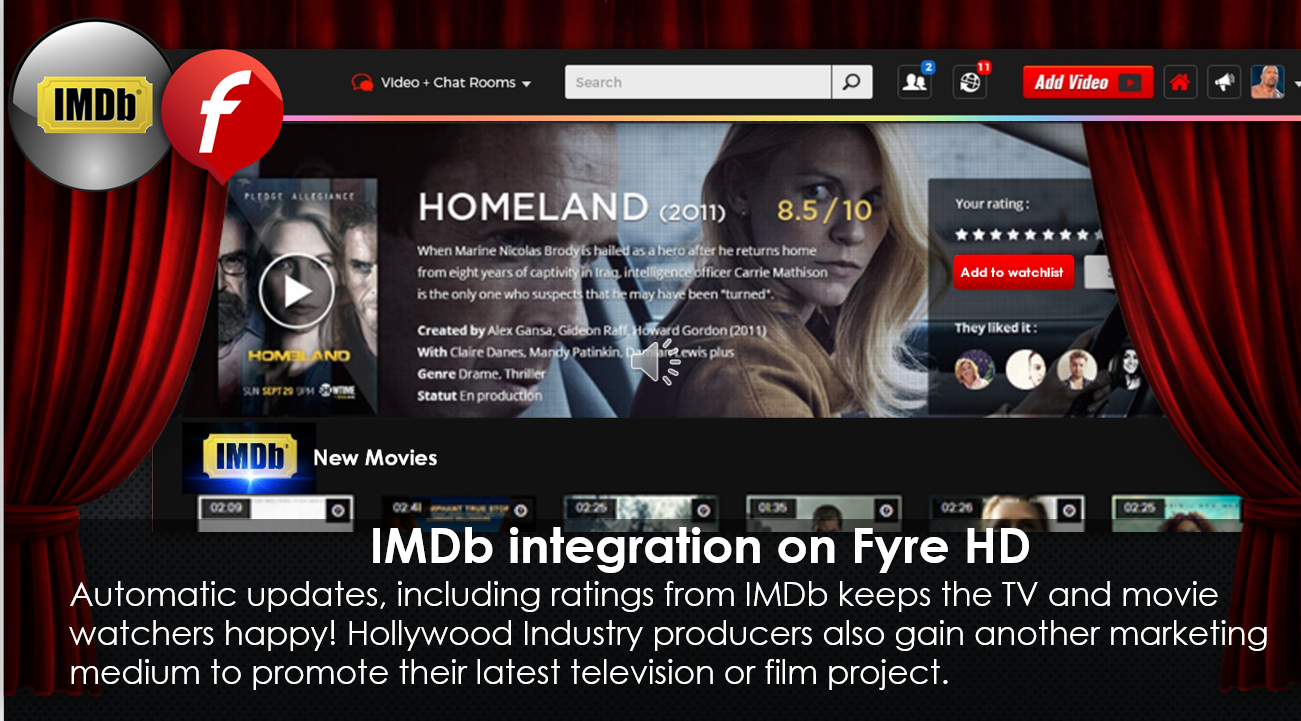 IMDb
f
Video + Chat Rooms
Search
2
11
Add Video
PLEDGE ALLEGIANCE
HOMELAND
SUN SEPT29 9PM SHOWTIME
HOMELAND (2011) 8.5/10
When Marine Nicolas Brody is hailed as a hero after he returns home
from eight years of captivity in Iraq, intelligence officer Carrie Mathison
is the only one who suspects that he may have been "turned".
Created by Alex Gansa, Gideon Raff, Howard Gordon (2011)
With Claire Danes, Mandy Patinkin, Damian Lewis plus
Genre Drame, Thriller
Statut En production
Your rating :
Add to watchlist
They liked it :
IMDb New Movies
02:09
02:41
02:25
01:35
02:26
02:25
IMDb integration on Fyre HD
Automatic updates, including ratings from IMDb keeps the TV and movie
watchers happy! Hollywood Industry producers also gain another marketing
medium to promote their latest television or film project.